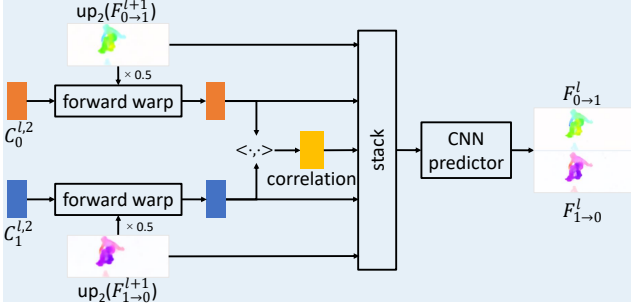 up₂(F^{l+1}_{0→1})
× 0.5
forward warp
C^{l,2}_0
<·,·>
correlation
stack
CNN
predictor
F^l_{0→1}
F^l_{1→0}
forward warp
C^{l,2}_1
× 0.5
up₂(F^{l+1}_{1→0})